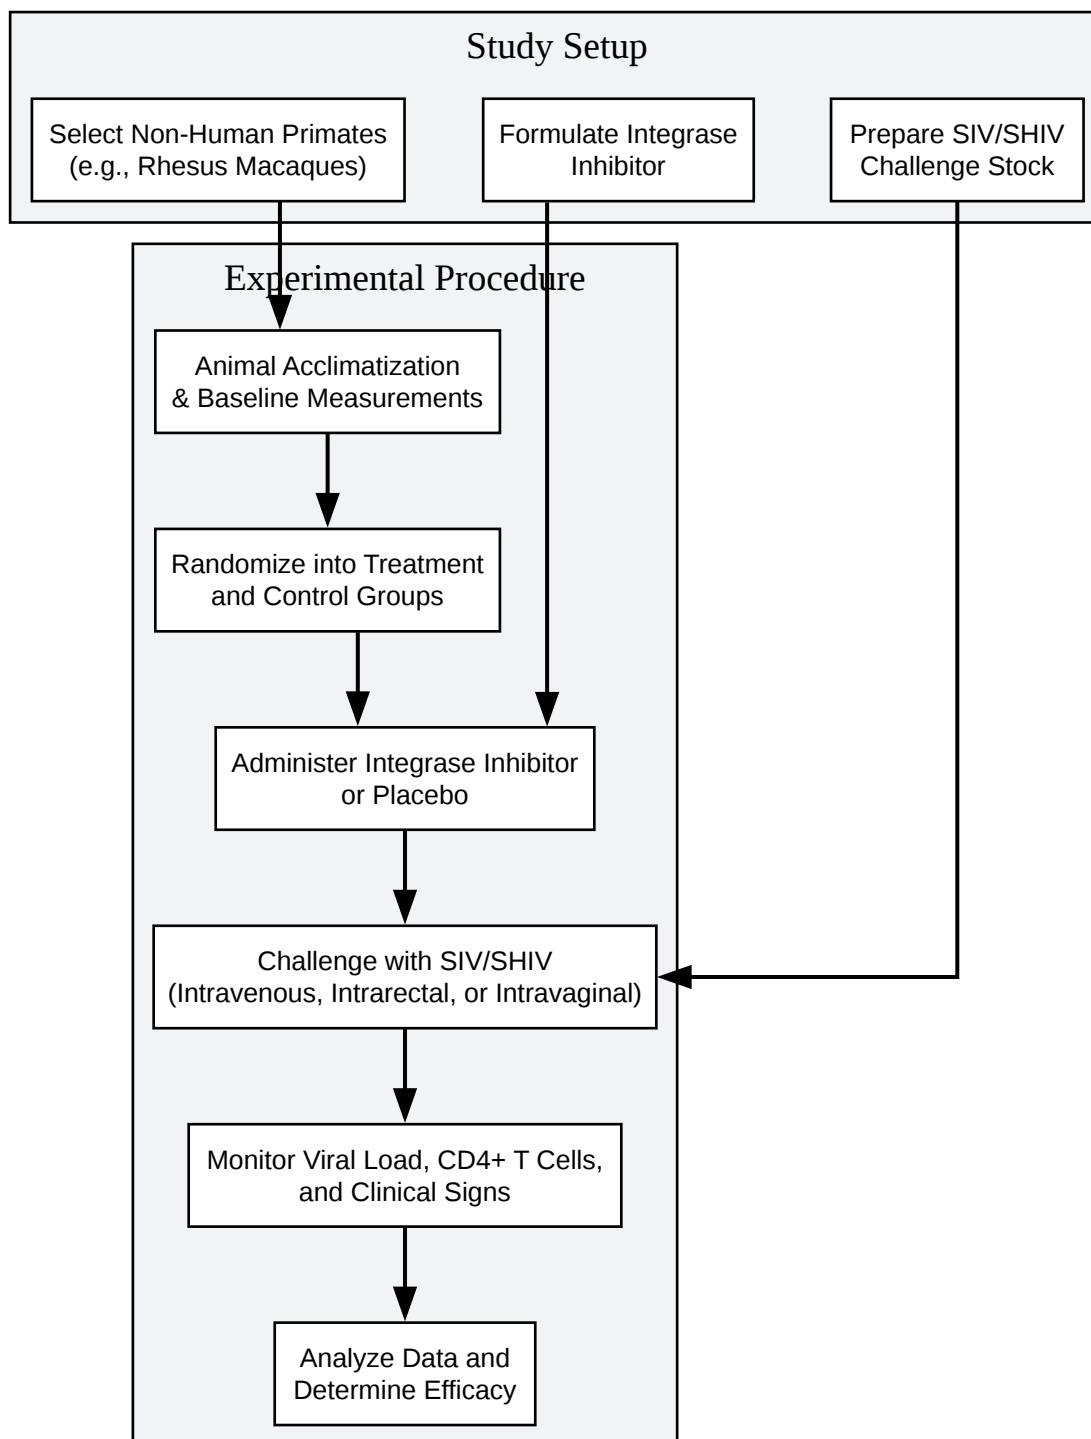 Study Setup
Select Non-Human Primates
(e.g., Rhesus Macaques)
Formulate Integrase
Inhibitor
Prepare SIV/SHIV
Challenge Stock
Experimental Procedure
Animal Acclimatization
& Baseline Measurements
Randomize into Treatment
and Control Groups
Administer Integrase Inhibitor
or Placebo
Challenge with SIV/SHIV
(Intravenous, Intrarectal, or Intravaginal)
Monitor Viral Load, CD4+ T Cells,
and Clinical Signs
Analyze Data and
Determine Efficacy